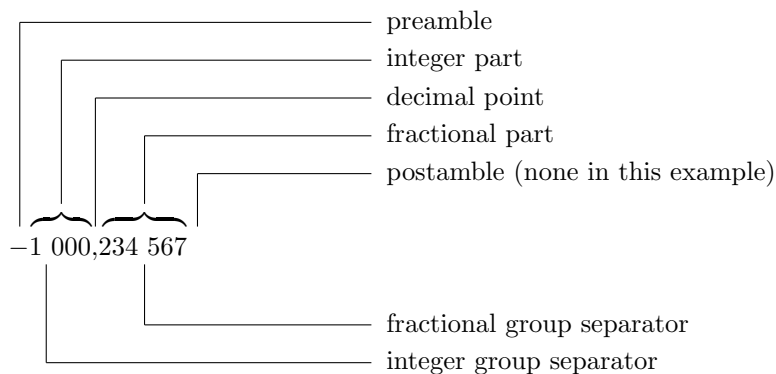 preamble
integer part
decimal point
fractional part
postamble (none in this example)
−1 000,234 567
fractional group separator
integer group separator